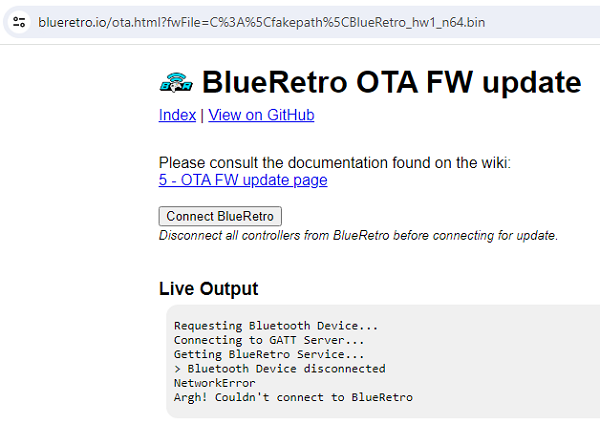 blueretro.io/ota.html?fwFile=C%3A%5Cfakepath%5CBlueRetro_hw1_n64.bin
BlueRetro OTA FW update
Index | View on GitHub
Please consult the documentation found on the wiki:
5 - OTA FW update page
Connect BlueRetro
Disconnect all controllers from BlueRetro before connecting for update.
Live Output
Requesting Bluetooth Device...
Connecting to GATT Server...
Getting BlueRetro Service...
> Bluetooth Device disconnected
NetworkError
Argh! Couldn't connect to BlueRetro